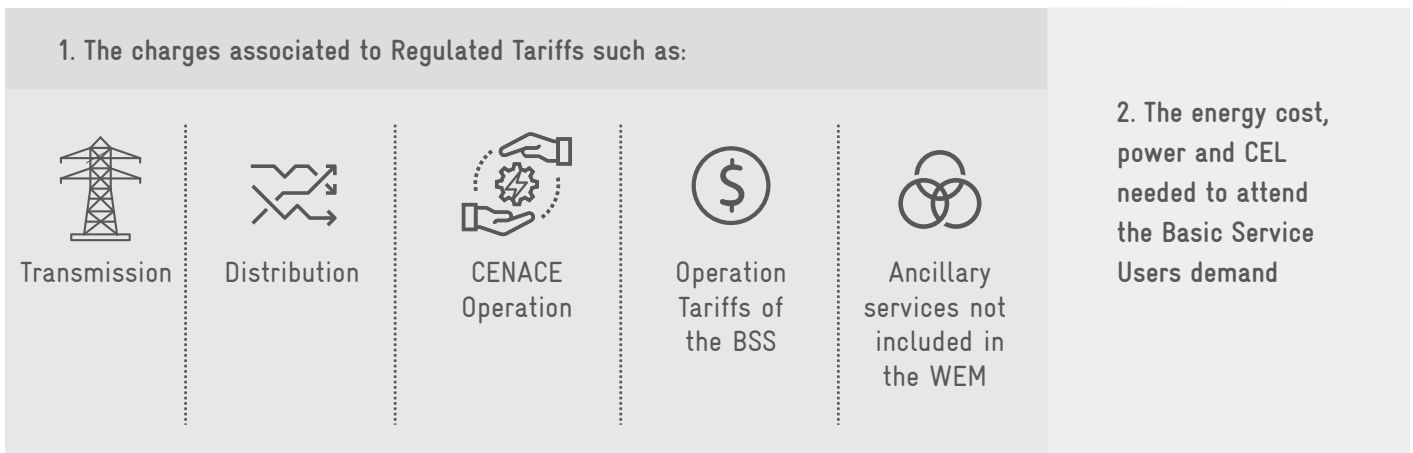 1. The charges associated to Regulated Tariffs such as:
Transmission
Distribution
CENACE
Operation
$
Operation
Tariffs of
the BSS
Ancillary
services not
included in
the WEM
2. The energy cost,
power and CEL
needed to attend
the Basic Service
Users demand